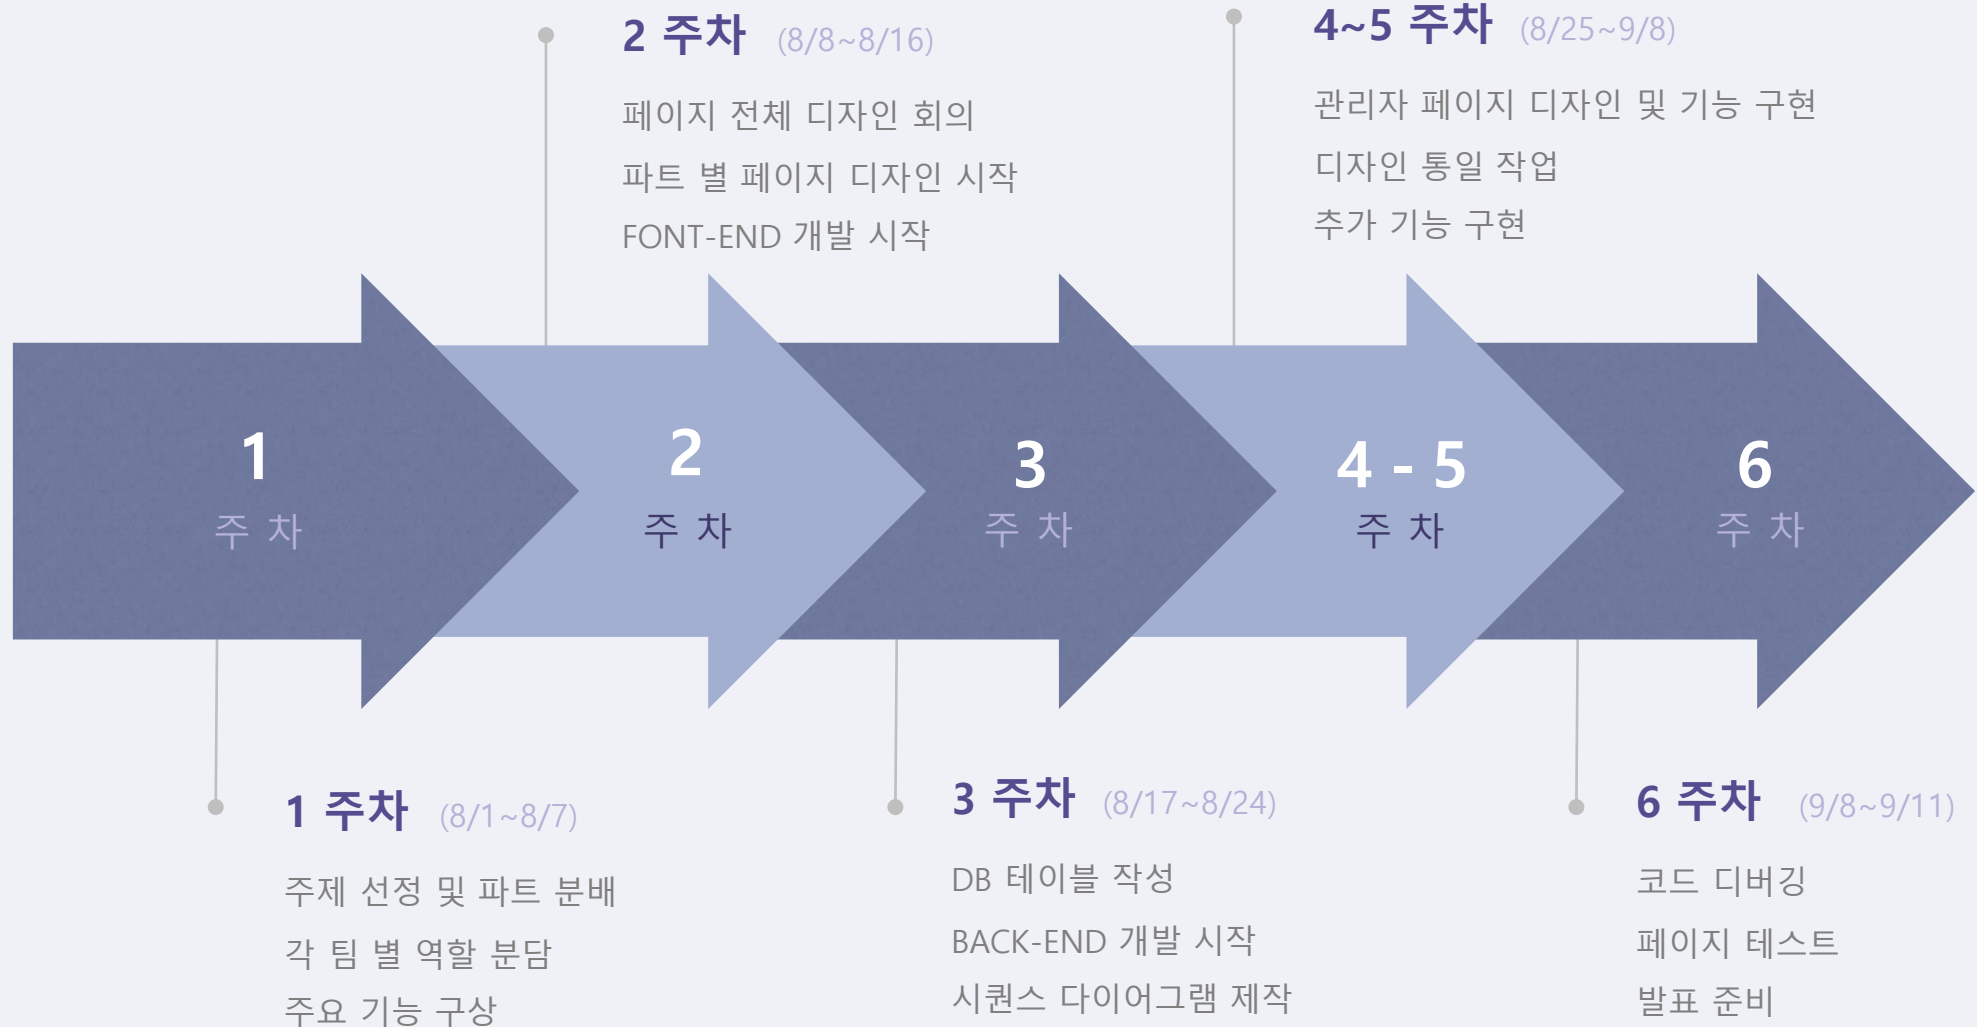 2 주차 (8/8~8/16)
페이지 전체 디자인 회의
파트 별 페이지 디자인 시작
FONT-END 개발 시작
4~5 주차 (8/25~9/8)
관리자 페이지 디자인 및 기능 구현
디자인 통일 작업
추가 기능 구현
1
주 차
2
주 차
3
주 차
4 - 5
주 차
6
주 차
1 주차 (8/1~8/7)
주제 선정 및 파트 분배
각 팀 별 역할 분담
주요 기능 구상
3 주차 (8/17~8/24)
DB 테이블 작성
BACK-END 개발 시작
시퀀스 다이어그램 제작
6 주차 (9/8~9/11)
코드 디버깅
페이지 테스트
발표 준비